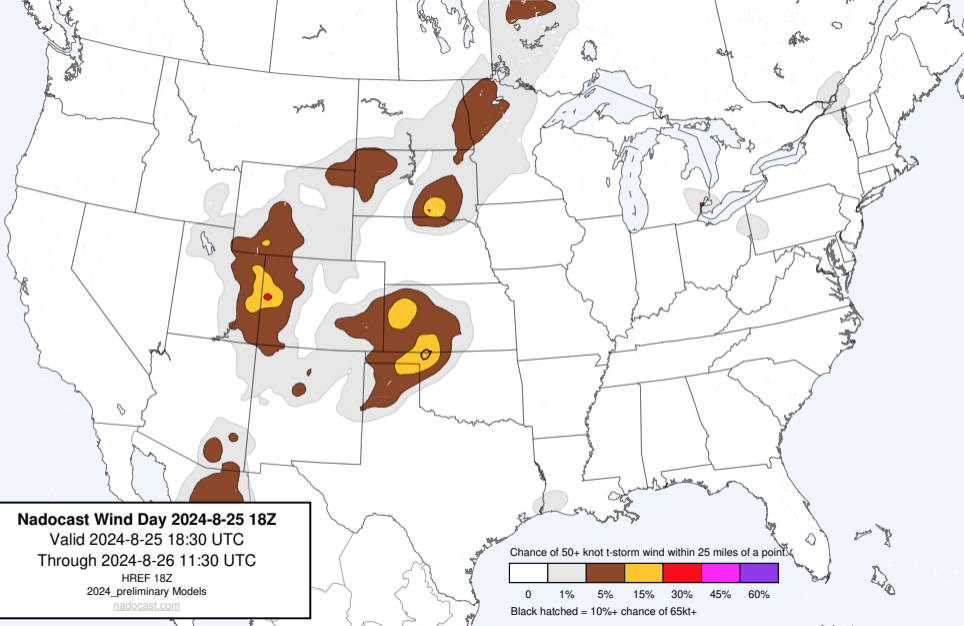 Nadocast Wind Day 2024-8-25 18Z
Valid 2024-8-25 18:30 UTC
Through 2024-8-26 11:30 UTC
HREF 18Z
2024_preliminary Models
nadocast.com
Chance of 50+ knot t-storm wind within 25 miles of a point.
0 1% 5% 15% 30% 45% 60%
Black hatched = 10%+ chance of 65kt+